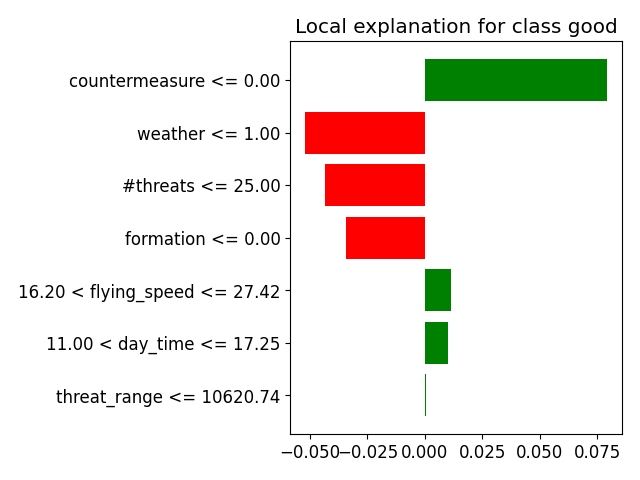 Local explanation for class good
countermeasure <= 0.00
weather <= 1.00
#threats <= 25.00
formation <= 0.00
16.20 < flying_speed <= 27.42
11.00 < day_time <= 17.25
threat_range <= 10620.74
−0.050 −0.025 0.000 0.025 0.050 0.075